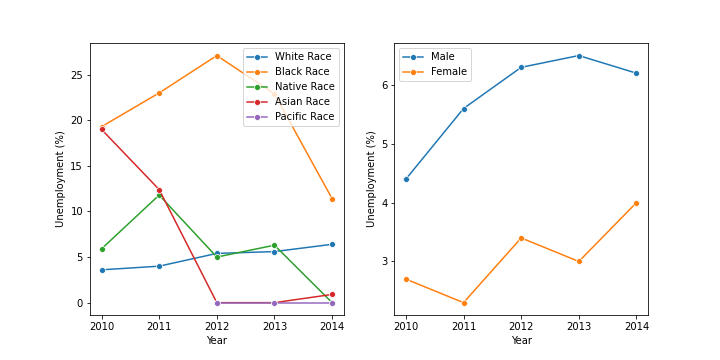 25
20
15
10
5
0
Unemployment (%)
White Race
Black Race
Native Race
Asian Race
Pacific Race
2010 2011 2012 2013 2014
Year
6
5
4
3
Unemployment (%)
Male
Female
2010 2011 2012 2013 2014
Year